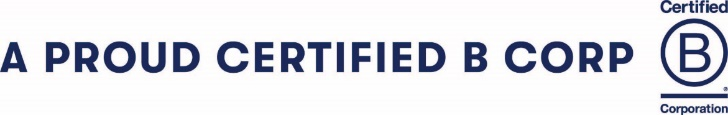 A PROUD CERTIFIED B CORP
Certified
B
®
Corporation